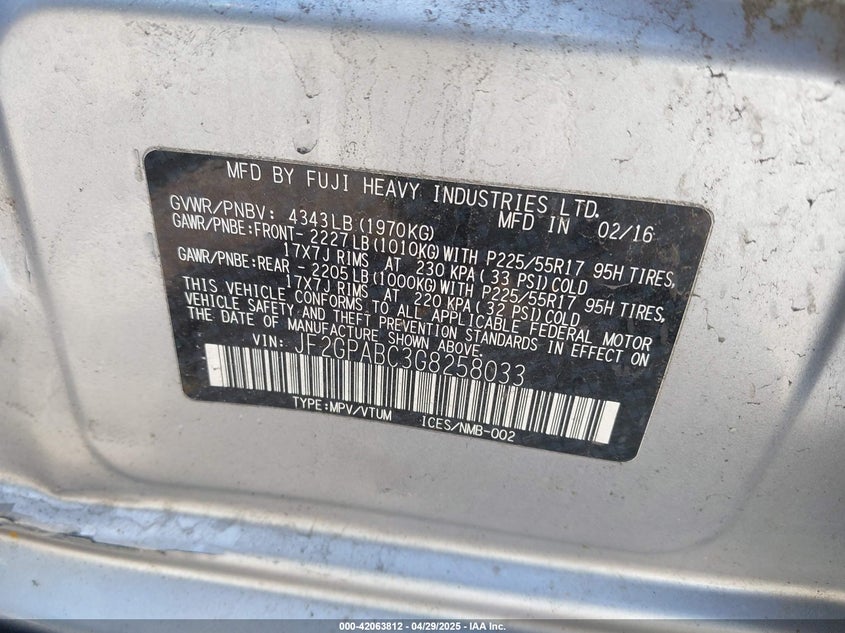 MFD BY FUJI HEAVY INDUSTRIES LTD.
GVWR/PNBV: 4343LB(1970KG) MFD IN 02/16
GAWR/PNBE:FRONT- 2227LB(1010KG)WITH P225/55R17 95H TIRES,
17X7J RIMS AT 230 KPA( 33 PSI)COLD
GAWR/PNBE:REAR - 2205LB(1000KG)WITH P225/55R17 95H TIRES,
17X7J RIMS AT 220 KPA( 32 PSI)COLD
THIS VEHICLE CONFORMS TO ALL APPLICABLE FEDERAL MOTOR
VEHICLE SAFETY AND THEFT PREVENTION STANDARDS IN EFFECT ON
THE DATE OF MANUFACTURE SHOWN ABOVE.
VIN: JF2GPABC3G8258033
TYPE:MPV/VTUM ICES/NMB-002
000-42063812 - 04/29/2025 - IAA Inc.